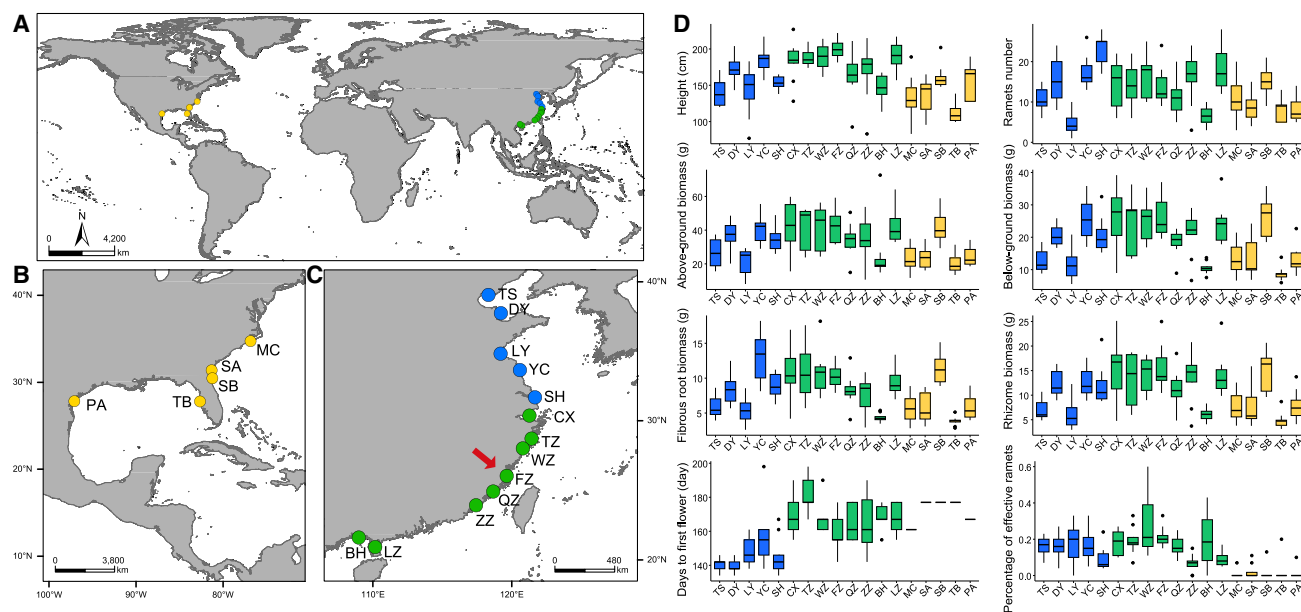 A
N
0 4,200
km
B
40°N
30°N
20°N
10°N
100°W 90°W 80°W
MC
SA
SB
TB
PA
0 3,800
km
C
40°N
30°N
20°N
110°E 120°E
TS
DY
LY
YC
SH
CX
TZ
WZ
FZ
QZ
ZZ
BH LZ
0 480
km
D
Height (cm)
200
150
100
TS DY LY YC SH CX TZ WZ FZ QZ ZZ BH LZ MC SA SB TB PA
Ramets number
20
10
0
TS DY LY YC SH CX TZ WZ FZ QZ ZZ BH LZ MC SA SB TB PA
Above-ground biomass (g)
60
40
20
TS DY LY YC SH CX TZ WZ FZ QZ ZZ BH LZ MC SA SB TB PA
Below-ground biomass (g)
40
30
20
10
TS DY LY YC SH CX TZ WZ FZ QZ ZZ BH LZ MC SA SB TB PA
Fibrous root biomass (g)
15
10
5
TS DY LY YC SH CX TZ WZ FZ QZ ZZ BH LZ MC SA SB TB PA
Rhizome biomass (g)
25
20
15
10
5
TS DY LY YC SH CX TZ WZ FZ QZ ZZ BH LZ MC SA SB TB PA
Days to first flower (day)
200
180
160
140
TS DY LY YC SH CX TZ WZ FZ QZ ZZ BH LZ MC SA SB TB PA
Percentage of effective ramets
0.6
0.4
0.2
0.0
TS DY LY YC SH CX TZ WZ FZ QZ ZZ BH LZ MC SA SB TB PA